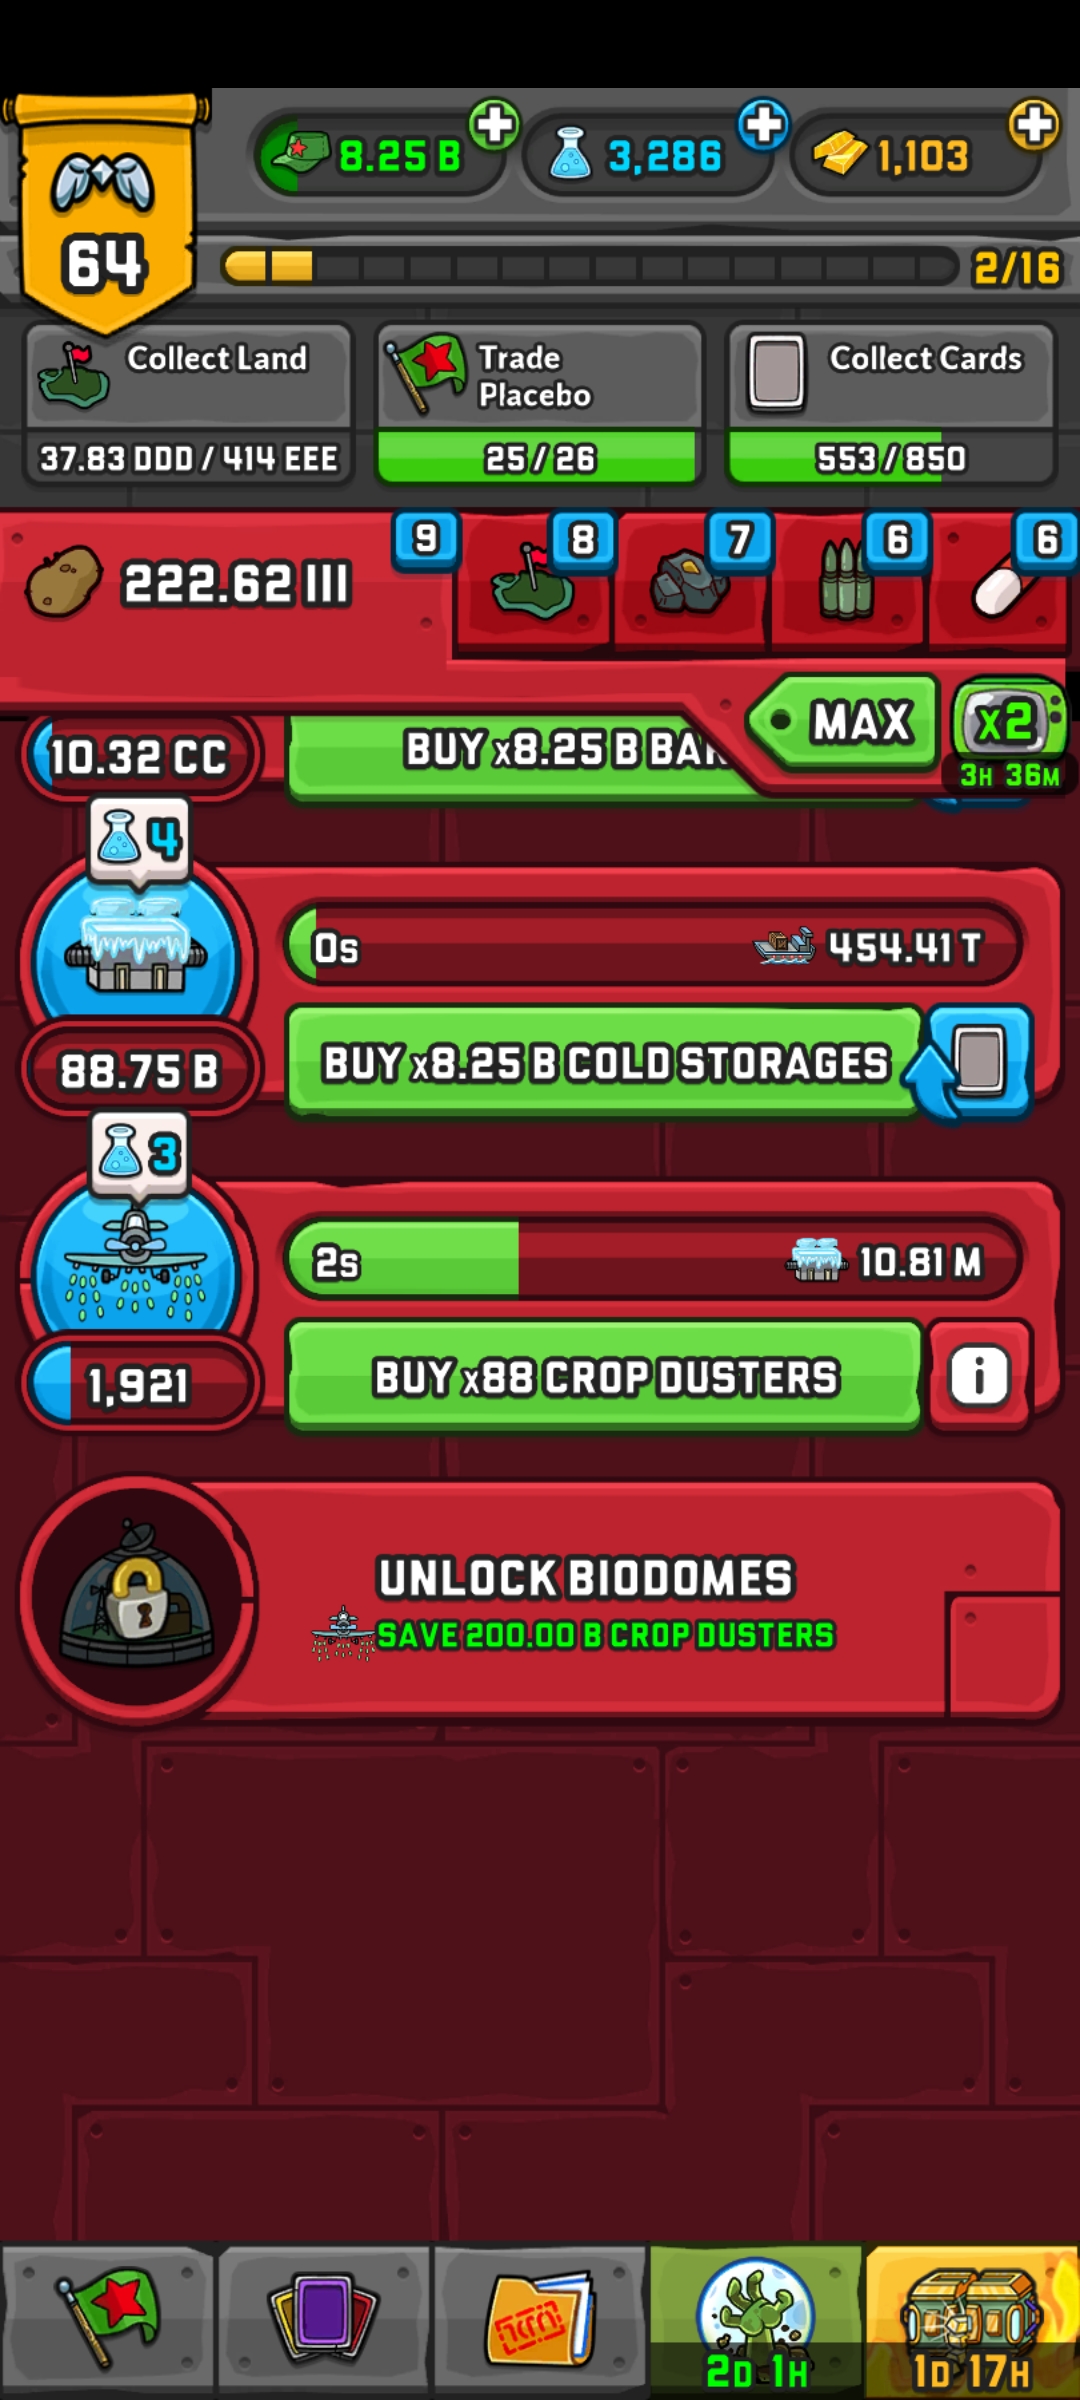 8.25 B
3,286
1,103
64
2/16
Collect Land
37.83 DDD / 414 EEE
Trade
Placebo
25/26
Collect Cards
553/850
222.62 III
9
8
7
6
6
MAX
x2
3H 36M
10.32 CC
BUY x8.25 B
4
0s
454.41 T
88.75 B
BUY x8.25 B COLD STORAGES
3
2s
10.81 M
1,921
BUY x88 CROP DUSTERS
i
UNLOCK BIODOMES
SAVE 200.00 B CROP DUSTERS
2D 1H
1D 17H